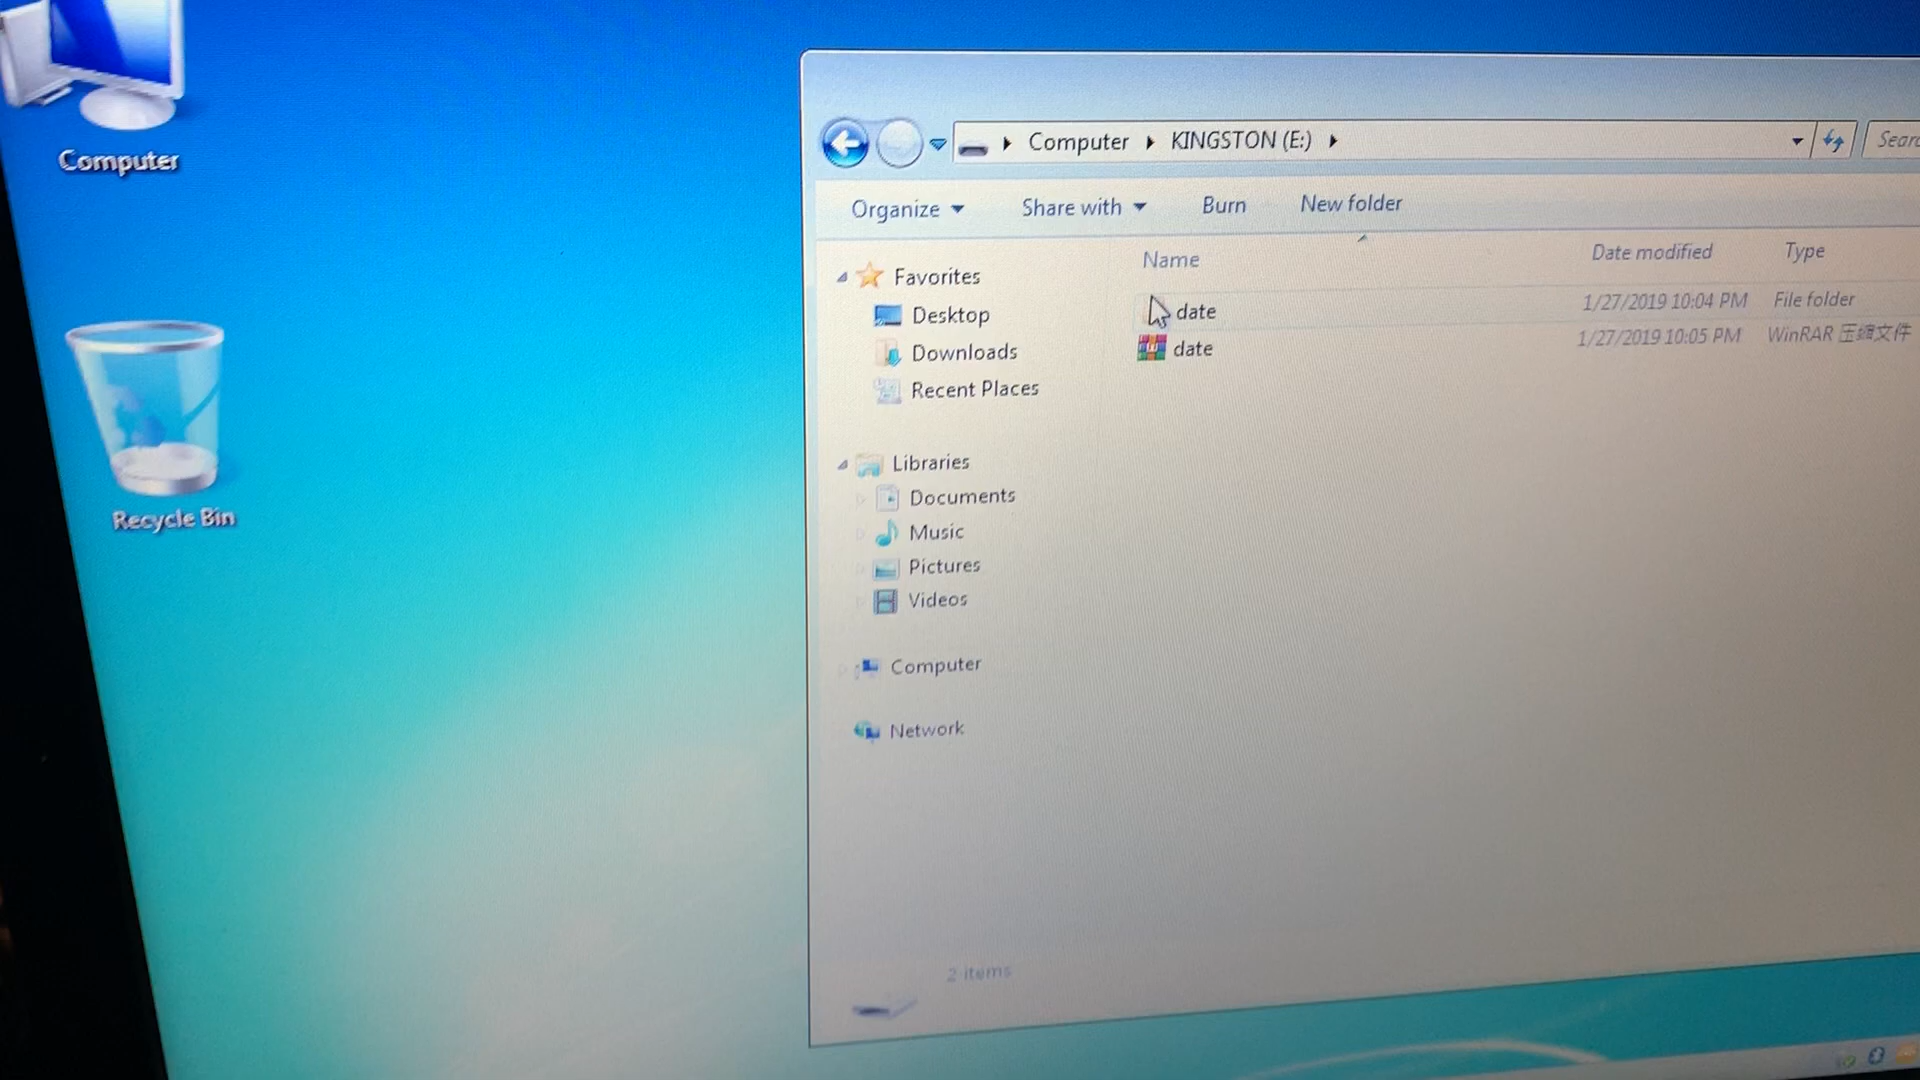 Computer
Recycle Bin
Computer KINGSTON (E:)
Organize Share with Burn New folder
Name Date modified Type
Favorites
Desktop
Downloads
Recent Places
Libraries
Documents
Music
Pictures
Videos
Computer
Network
date 1/27/2019 10:04 PM File folder
date 1/27/2019 10:05 PM WinRAR 压缩文件
2 items